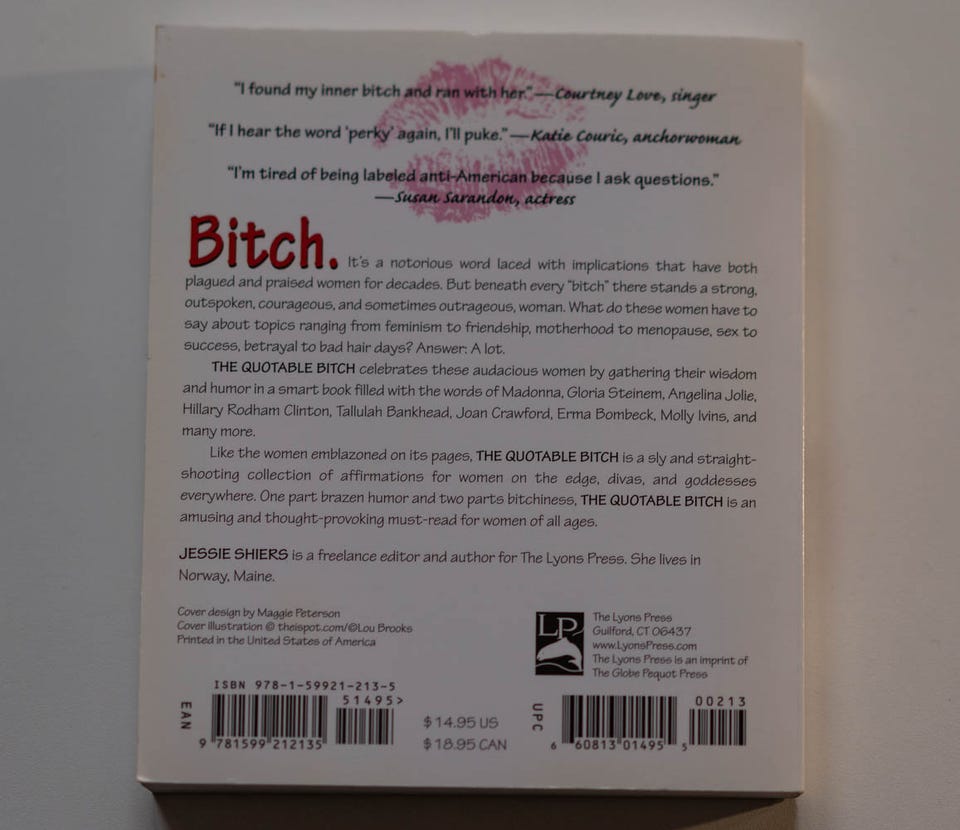 “I found my inner bitch and ran with her.”—Courtney Love, singer
“If I hear the word ‘perky’ again, I’ll puke.”—Katie Couric, anchorwoman
“I’m tired of being labeled anti-American because I ask questions.”
—Susan Sarandon, actress
Bitch. It’s a notorious word laced with implications that have both
plagued and praised women for decades. But beneath every “bitch” there stands a strong,
outspoken, courageous, and sometimes outrageous, woman. What do these women have to
say about topics ranging from feminism to friendship, motherhood to menopause, sex to
success, betrayal to bad hair days? Answer: A lot.
THE QUOTABLE BITCH celebrates these audacious women by gathering their wisdom
and humor in a smart book filled with the words of Madonna, Gloria Steinem, Angelina Jolie,
Hillary Rodham Clinton, Tallulah Bankhead, Joan Crawford, Erma Bombeck, Molly Ivins, and
many more.
Like the women emblazoned on its pages, THE QUOTABLE BITCH is a sly and straight-
shooting collection of affirmations for women on the edge, divas, and goddesses
everywhere. One part brazen humor and two parts bitchiness, THE QUOTABLE BITCH is an
amusing and thought-provoking must-read for women of all ages.
JESSIE SHIERS is a freelance editor and author for The Lyons Press. She lives in
Norway, Maine.
Cover design by Maggie Peterson
Cover illustration © theispot.com/©Lou Brooks
Printed in the United States of America
LP
The Lyons Press
Guilford, CT 06437
www.LyonsPress.com
The Lyons Press is an imprint of
The Globe Pequot Press
ISBN 978-1-59921-213-5
51495>
EAN
9 781599 212135
$14.95 US
$18.95 CAN
UPC
00213
6 60813 01495 5